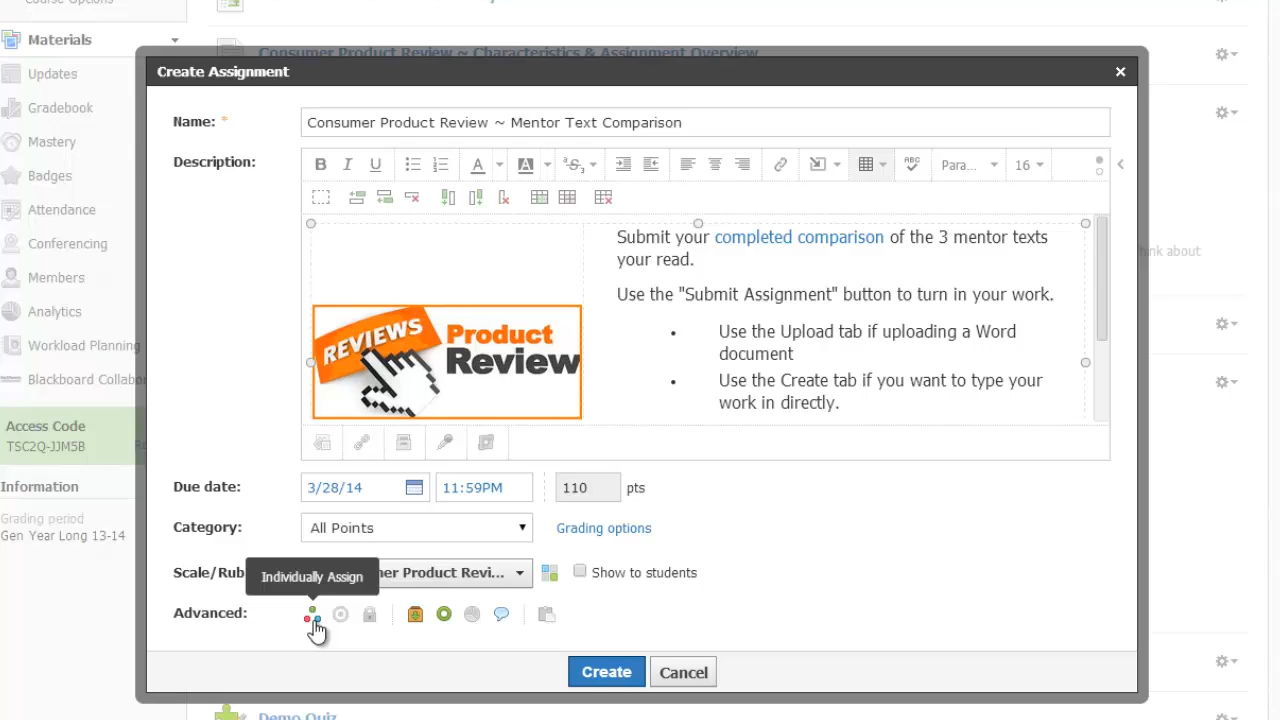 Course Options
Materials
Consumer Product Review ~ Characteristics & Assignment Overview
Create Assignment
×
Updates
Gradebook
Mastery
Badges
Attendance
Conferencing
Members
Analytics
Workload Planning
Blackboard Collabo
Access Code
TSC2Q-JJM5B
Information
Grading period
Gen Year Long 13-14
Name: *
Consumer Product Review ~ Mentor Text Comparison
Description:
B I U A A S ABC Para... 16
Submit your completed comparison of the 3 mentor texts
your read.
Use the "Submit Assignment" button to turn in your work.
• Use the Upload tab if uploading a Word
document
• Use the Create tab if you want to type your
work in directly.
REVIEWS
Product
Review
think about
Due date: 3/28/14 11:59PM 110 pts
Category: All Points Grading options
Scale/Rub mer Product Revi... Show to students
Individually Assign
Advanced:
Create Cancel
Demo Quiz